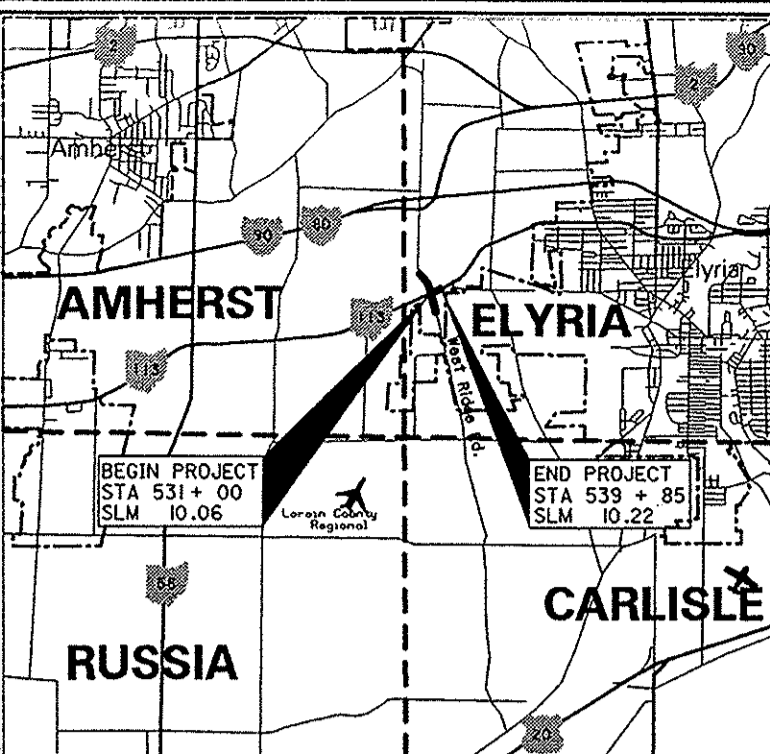 2
90
2
Amherst
90
80
AMHERST
113
ELYRIA
Elyria
113
West Ridge Rd.
BEGIN PROJECT
STA 531+ 00
SLM 10.06
END PROJECT
STA 539 + 85
SLM 10.22
Lorain County
Regional
58
CARLISLE
RUSSIA
20